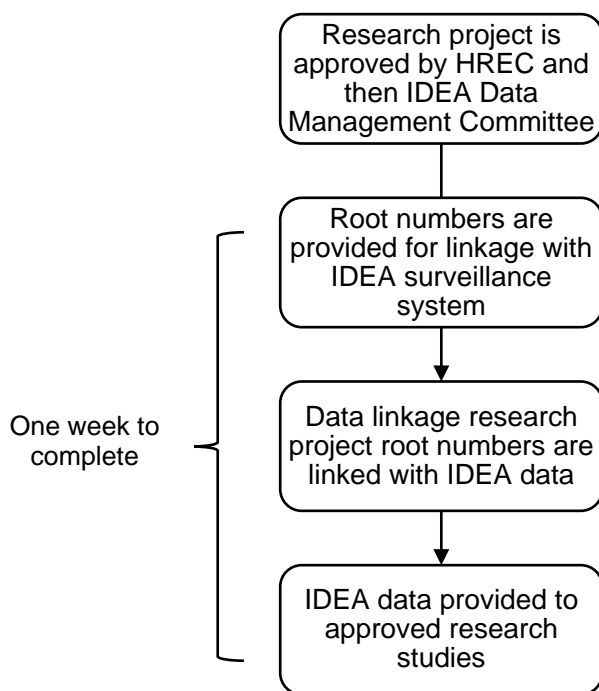 Research project is
approved by HREC and
then IDEA Data
Management Committee
Root numbers are
provided for linkage with
IDEA surveillance
system
One week to
complete
Data linkage research
project root numbers are
linked with IDEA data
IDEA data provided to
approved research
studies